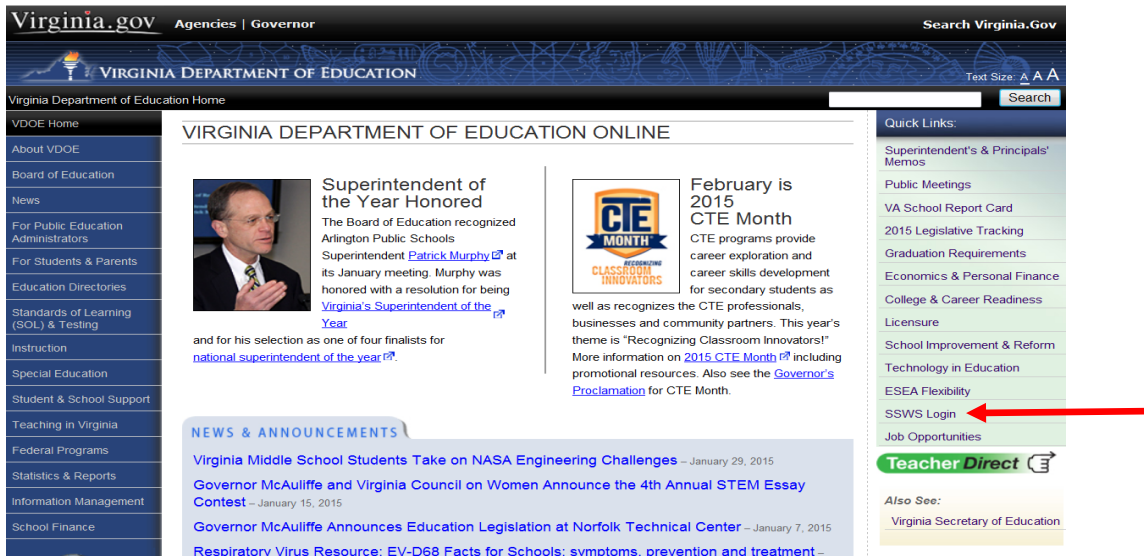 Virginia.gov Agencies | Governor Search Virginia.Gov
VIRGINIA DEPARTMENT OF EDUCATION
Text Size: A A A
Virginia Department of Education Home Search
VDOE Home
About VDOE
Board of Education
News
For Public Education
Administrators
For Students & Parents
Education Directories
Standards of Learning
(SOL) & Testing
Instruction
Special Education
Student & School Support
Teaching in Virginia
Federal Programs
Statistics & Reports
Information Management
School Finance
VIRGINIA DEPARTMENT OF EDUCATION ONLINE
Superintendent of
the Year Honored
The Board of Education recognized
Arlington Public Schools
Superintendent Patrick Murphy at
its January meeting. Murphy was
honored with a resolution for being
Virginia's Superintendent of the
Year
and for his selection as one of four finalists for
national superintendent of the year.
CTE
MONTH
RECOGNIZING
CLASSROOM
INNOVATORS
February is
2015
CTE Month
CTE programs provide
career exploration and
career skills development
for secondary students as
well as recognizes the CTE professionals,
businesses and community partners. This year's
theme is “Recognizing Classroom Innovators!”
More information on 2015 CTE Month including
promotional resources. Also see the Governor's
Proclamation for CTE Month.
NEWS & ANNOUNCEMENTS
Virginia Middle School Students Take on NASA Engineering Challenges – January 29, 2015
Governor McAuliffe and Virginia Council on Women Announce the 4th Annual STEM Essay
Contest – January 15, 2015
Governor McAuliffe Announces Education Legislation at Norfolk Technical Center – January 7, 2015
Respiratory Virus Resource: EV-D68 Facts for Schools: symptoms, prevention and treatment –
Quick Links:
Superintendent's & Principals'
Memos
Public Meetings
VA School Report Card
2015 Legislative Tracking
Graduation Requirements
Economics & Personal Finance
College & Career Readiness
Licensure
School Improvement & Reform
Technology in Education
ESEA Flexibility
SSWS Login
Job Opportunities
Teacher Direct
Also See:
Virginia Secretary of Education